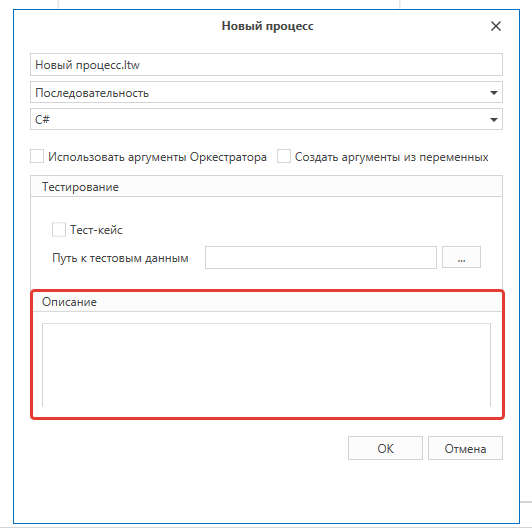 Новый процесс
Новый процесс.ltw
Последовательность
C#
Использовать аргументы Оркестратора Создать аргументы из переменных
Тестирование
Тест-кейс
Путь к тестовым данным ...
Описание
ОК Отмена